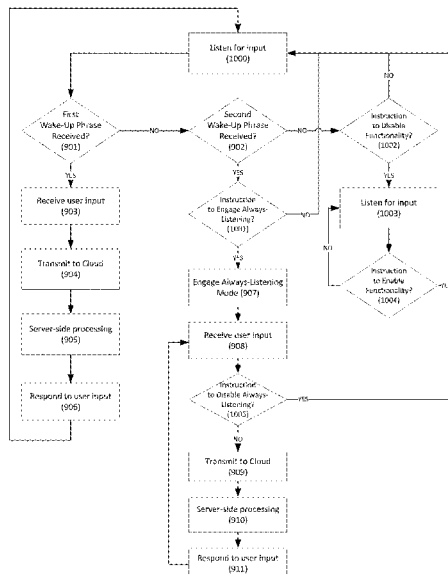 Listen for input
(1000)
First
Wake-Up Phrase
Received?
(901)
NO
Second
Wake-Up Phrase
Received?
(902)
NO
Instruction
to Disable
Functionality?
(1002)
NO
YES
Receive user input
(903)
Transmit to Cloud
(904)
Server-side processing
(905)
Respond to user input
(906)
YES
Instruction
to Engage Always-
Listening?
(1001)
NO
YES
Engage Always-Listening
Mode (907)
Receive user input
(908)
Instruction
to Disable Always-
Listening?
(1005)
YES
NO
Transmit to Cloud
(909)
Server-side processing
(910)
Respond to user input
(911)
YES
Listen for input
(1003)
NO
Instruction
to Enable
Functionality?
(1004)